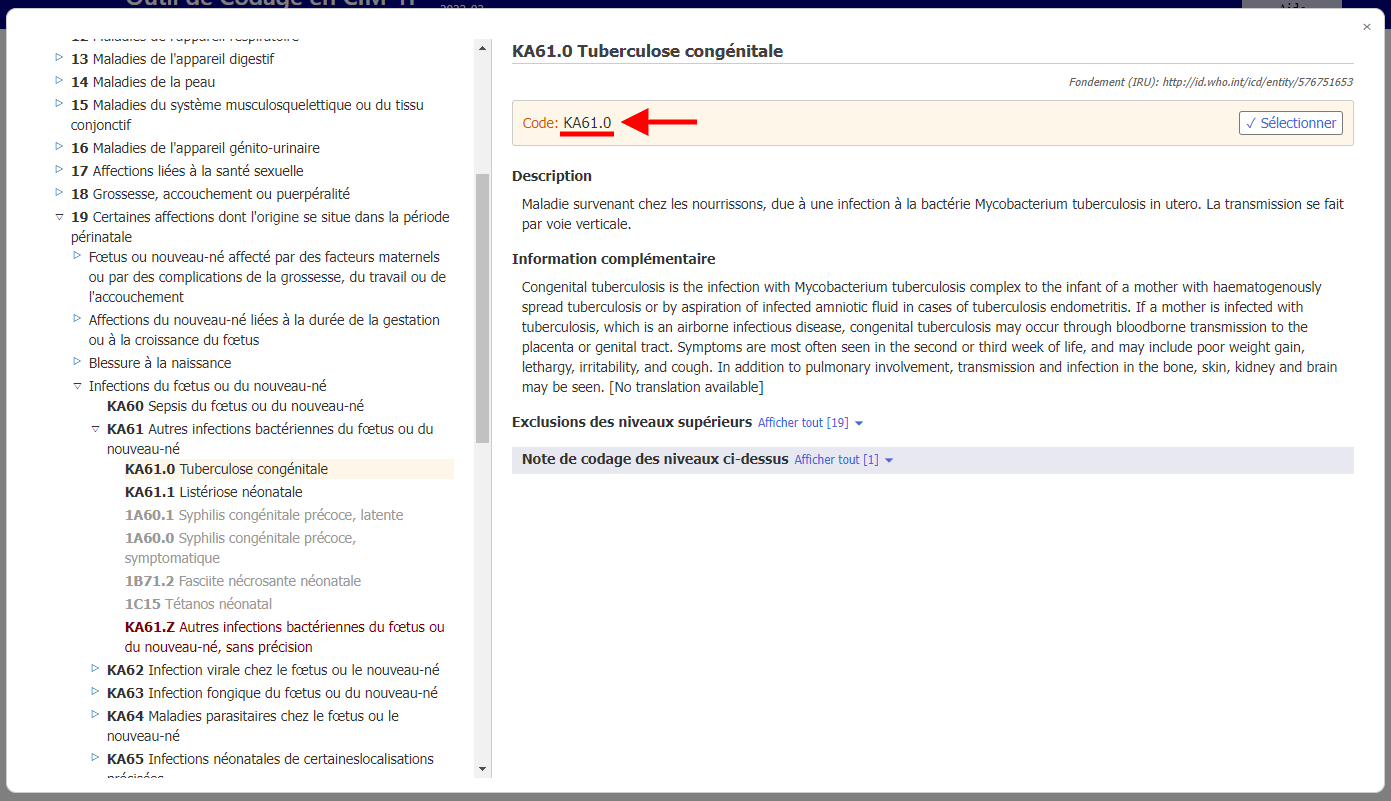 Outil de Codage en CIM-11 2022-02
Aide
×
12 Maladies de l'appareil respiratoire
13 Maladies de l'appareil digestif
14 Maladies de la peau
15 Maladies du système musculosquelettique ou du tissu
conjonctif
16 Maladies de l'appareil génito-urinaire
17 Affections liées à la santé sexuelle
18 Grossesse, accouchement ou puerpéralité
19 Certaines affections dont l'origine se situe dans la période
périnatale
Fœtus ou nouveau-né affecté par des facteurs maternels
ou par des complications de la grossesse, du travail ou de
l'accouchement
Affections du nouveau-né liées à la durée de la gestation
ou à la croissance du fœtus
Blessure à la naissance
Infections du fœtus ou du nouveau-né
KA60 Sepsis du fœtus ou du nouveau-né
KA61 Autres infections bactériennes du fœtus ou du
nouveau-né
KA61.0 Tuberculose congénitale
KA61.1 Listériose néonatale
1A60.1 Syphilis congénitale précoce, latente
1A60.0 Syphilis congénitale précoce,
symptomatique
1B71.2 Fasciite nécrosante néonatale
1C15 Tétanos néonatal
KA61.Z Autres infections bactériennes du fœtus ou
du nouveau-né, sans précision
KA62 Infection virale chez le fœtus ou le nouveau-né
KA63 Infection fongique du fœtus ou du nouveau-né
KA64 Maladies parasitaires chez le fœtus ou le
nouveau-né
KA65 Infections néonatales de certaineslocalisations
précisées
KA61.0 Tuberculose congénitale
Fondement (IRU): http://id.who.int/icd/entity/576751653
Code: KA61.0
✓ Sélectionner
Description
Maladie survenant chez les nourrissons, due à une infection à la bactérie Mycobacterium tuberculosis in utero. La transmission se fait
par voie verticale.
Information complémentaire
Congenital tuberculosis is the infection with Mycobacterium tuberculosis complex to the infant of a mother with haematogenously
spread tuberculosis or by aspiration of infected amniotic fluid in cases of tuberculosis endometritis. If a mother is infected with
tuberculosis, which is an airborne infectious disease, congenital tuberculosis may occur through bloodborne transmission to the
placenta or genital tract. Symptoms are most often seen in the second or third week of life, and may include poor weight gain,
lethargy, irritability, and cough. In addition to pulmonary involvement, transmission and infection in the bone, skin, kidney and brain
may be seen. [No translation available]
Exclusions des niveaux supérieurs Afficher tout [19]
Note de codage des niveaux ci-dessus Afficher tout [1]